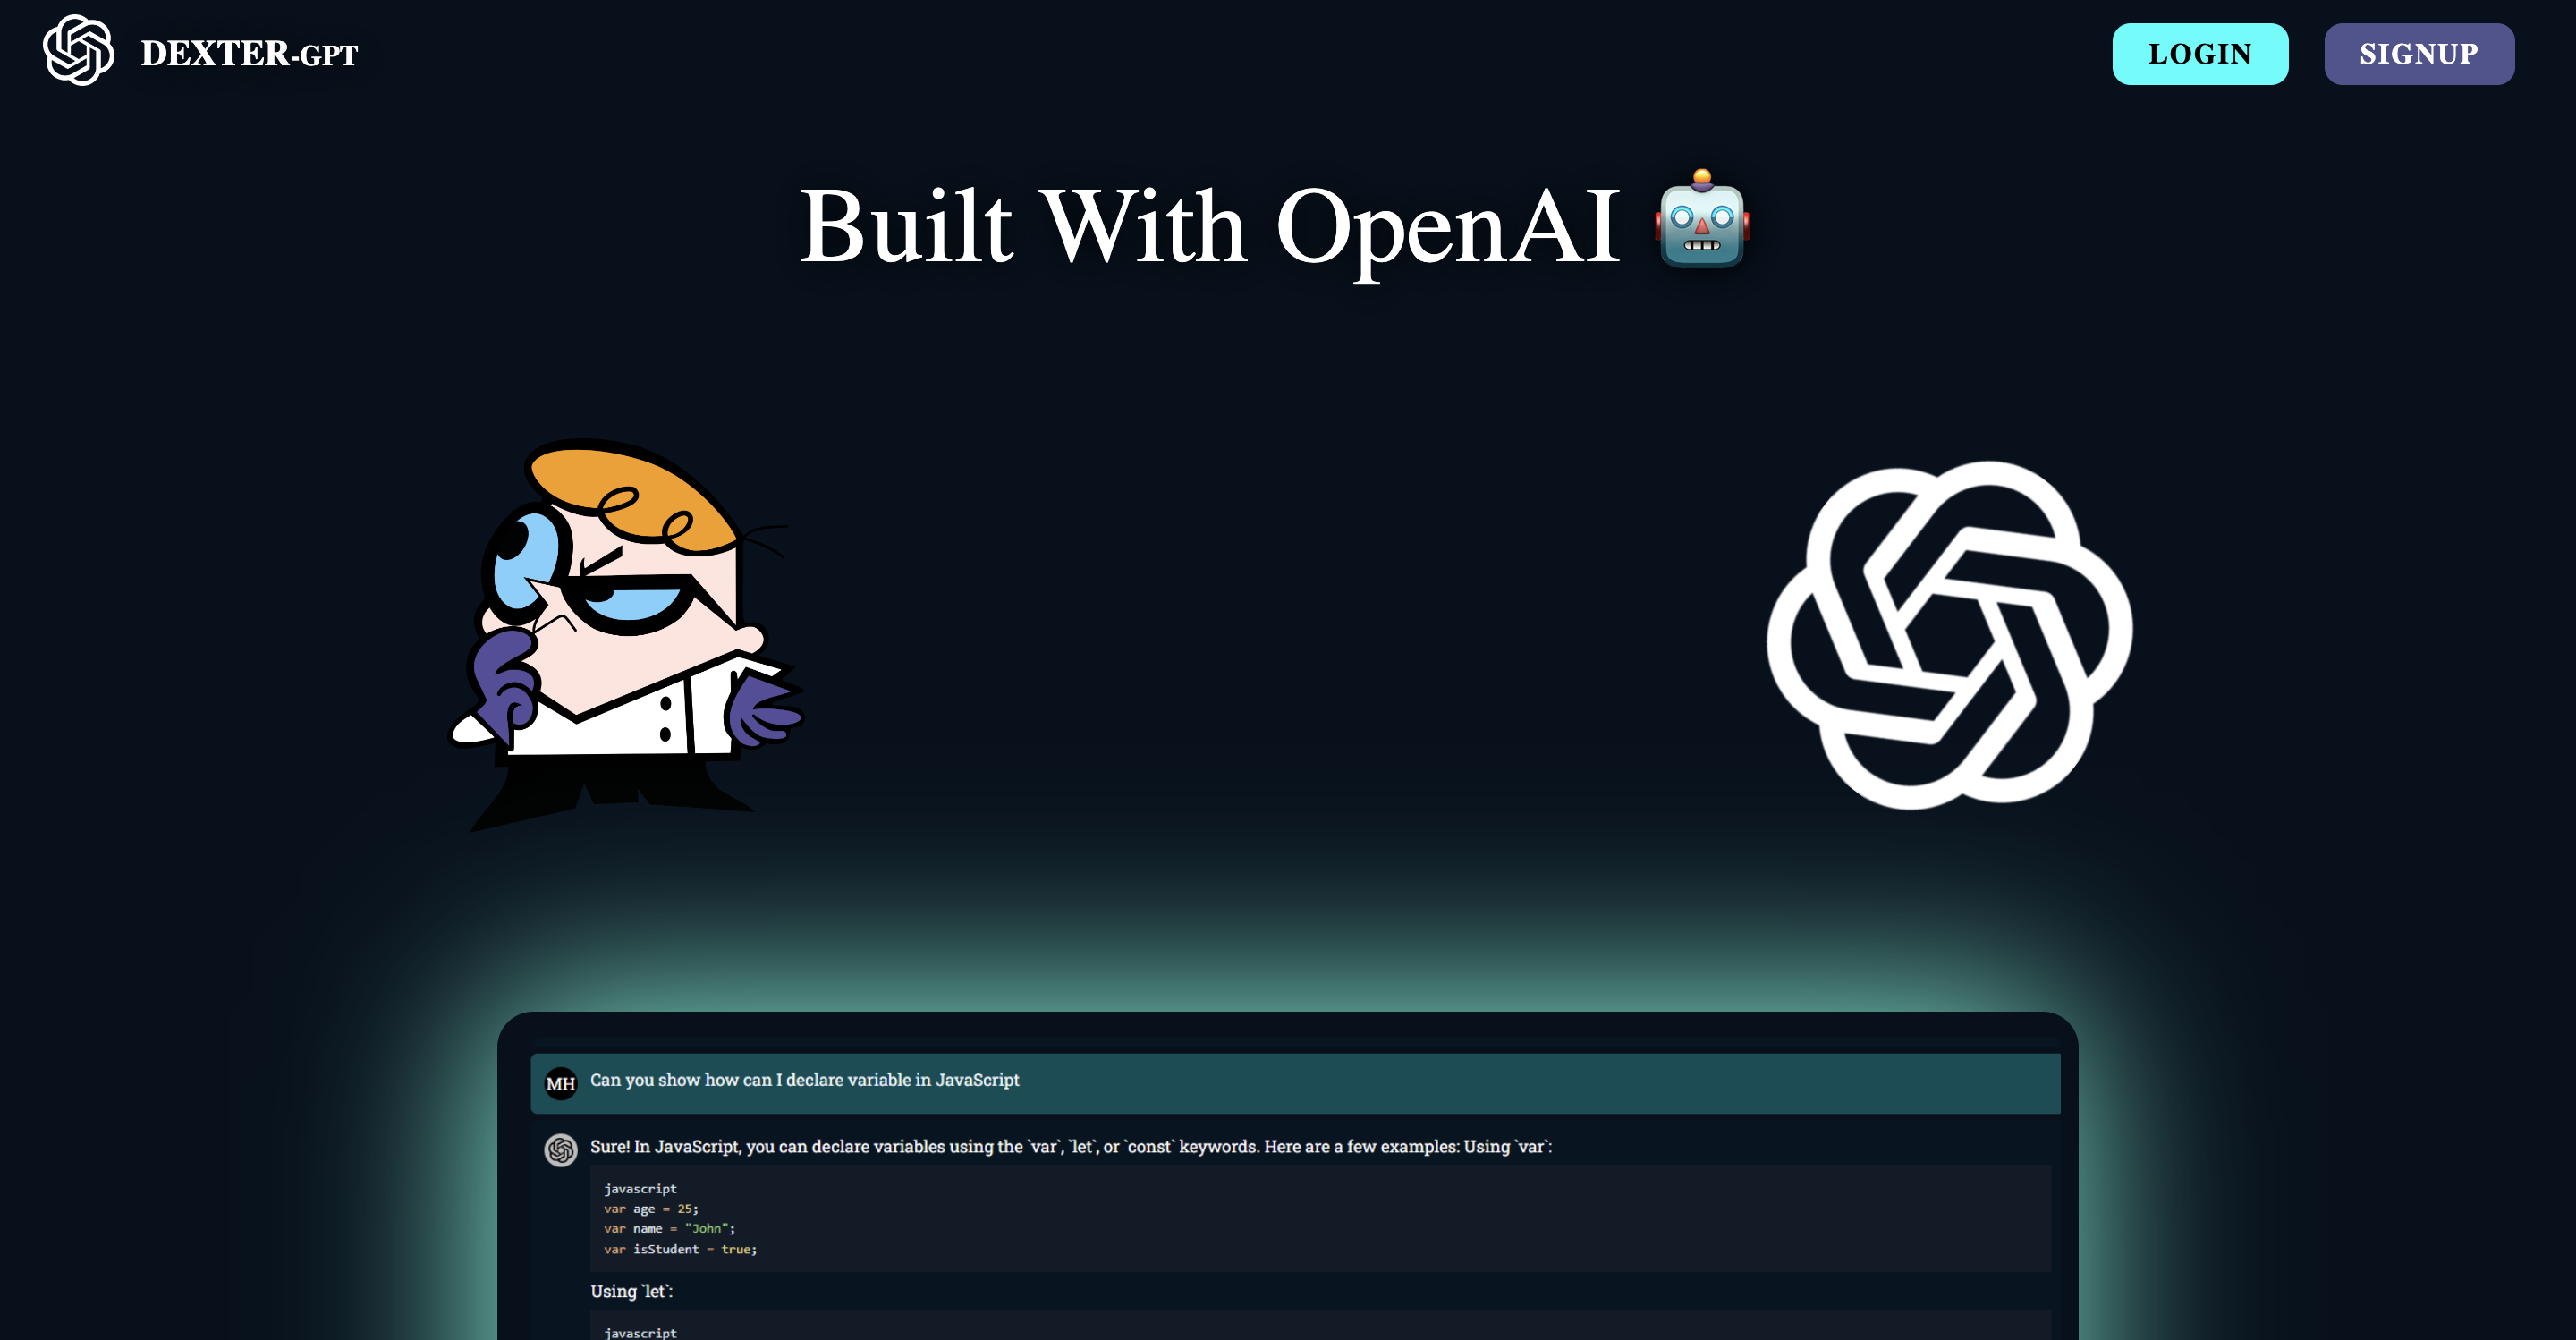 DEXTER-GPT
LOGIN
SIGNUP
Built With OpenAI
MH
Can you show how can I declare variable in JavaScript
Sure! In JavaScript, you can declare variables using the `var`, `let`, or `const` keywords. Here are a few examples: Using `var`:
javascript
var age = 25;
var name = "John";
var isStudent = true;
Using `let`:
javascript